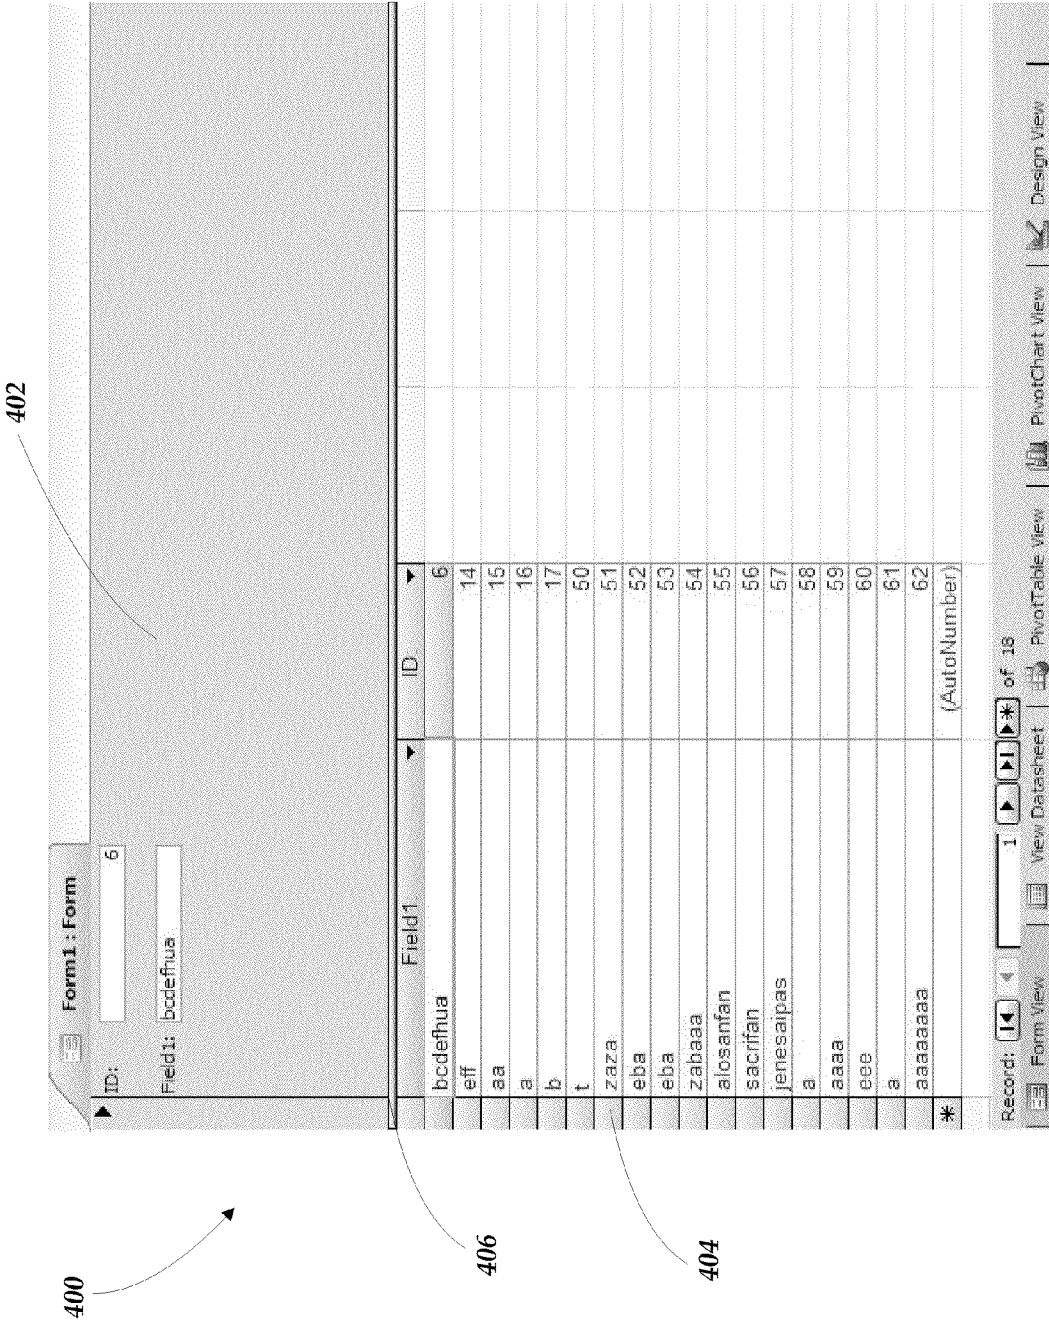 400
402
Form1 : Form
ID: 6
Field1: bcdefhua
406
Field1 ID
bcdefhua 6
eff 14
aa 15
a 16
b 17
t 50
zaza 51
404
eba 52
eba 53
zabaaa 54
alosanfan 55
sacrifan 56
jenesaipas 57
a 58
aaaa 59
eee 60
a 61
aaaaaaaaa 62
* (AutoNumber)
Record: 1 of 18
Form View View Datasheet PivotTable View PivotChart View Design View